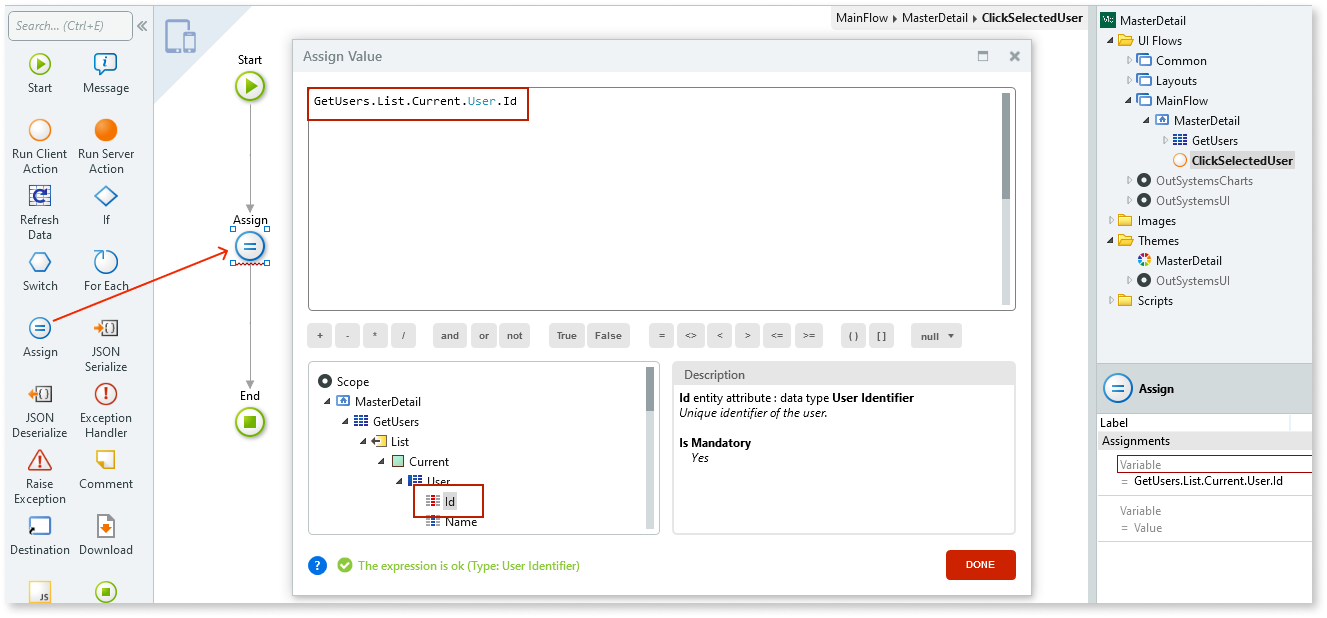 Search... (Ctrl+E)
Start
Message
Run Client
Action
Run Server
Action
Refresh
Data
If
Switch
For Each
Assign
JSON
Serialize
JSON
Deserialize
Exception
Handler
Raise
Exception
Comment
Destination
Download
JS
Start
Assign
End
MainFlow
MasterDetail
ClickSelectedUser
Assign Value
GetUsers.List.Current.User.Id
+ - * / and or not True False = <> < > <= >= ( ) [ ] null
Scope
MasterDetail
GetUsers
List
Current
User
Id
Name
Description
Id entity attribute : data type User Identifier
Unique identifier of the user.
Is Mandatory
Yes
? The expression is ok (Type: User Identifier)
DONE
MasterDetail
UI Flows
Common
Layouts
MainFlow
MasterDetail
GetUsers
ClickSelectedUser
OutSystemsCharts
OutSystemsUI
Images
Themes
MasterDetail
OutSystemsUI
Scripts
Assign
Label
Assignments
Variable
= GetUsers.List.Current.User.Id
Variable
= Value